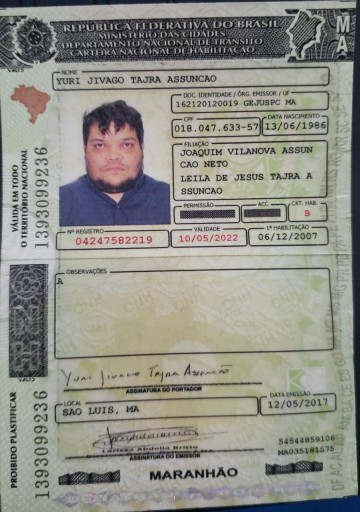 REPÚBLICA FEDERATIVA DO BRASIL
MINISTÉRIO DAS CIDADES
DEPARTAMENTO NACIONAL DE TRÂNSITO
CARTEIRA NACIONAL DE HABILITAÇÃO
MA
NOME
YURI JIVAGO TAJRA ASSUNCAO
DOC. IDENTIDADE / ÓRG. EMISSOR / UF
162120120019 GEJUSPC MA
CPF
DATA NASCIMENTO
018.047.633-57
13/06/1986
FILIAÇÃO
JOAQUIM VILANOVA ASSUN
CAO NETO
LEILA DE JESUS TAJRA A
SSUNCAO
PERMISSÃO
ACC
CAT. HAB.
B
Nº REGISTRO
VALIDADE
1ª HABILITAÇÃO
04247582219
10/05/2022
06/12/2007
VÁLIDA EM TODO
O TERRITÓRIO NACIONAL
1393099236
OBSERVAÇÕES
A
Yuri Jivago Tajra Assunção
ASSINATURA DO PORTADOR
LOCAL
DATA EMISSÃO
SAO LUIS, MA
12/05/2017
PROIBIDO PLASTIFICAR
1393099236
Larissa Abdalla Britto
ASSINATURA DO EMISSOR
54544859106
MA035181575
MARANHÃO